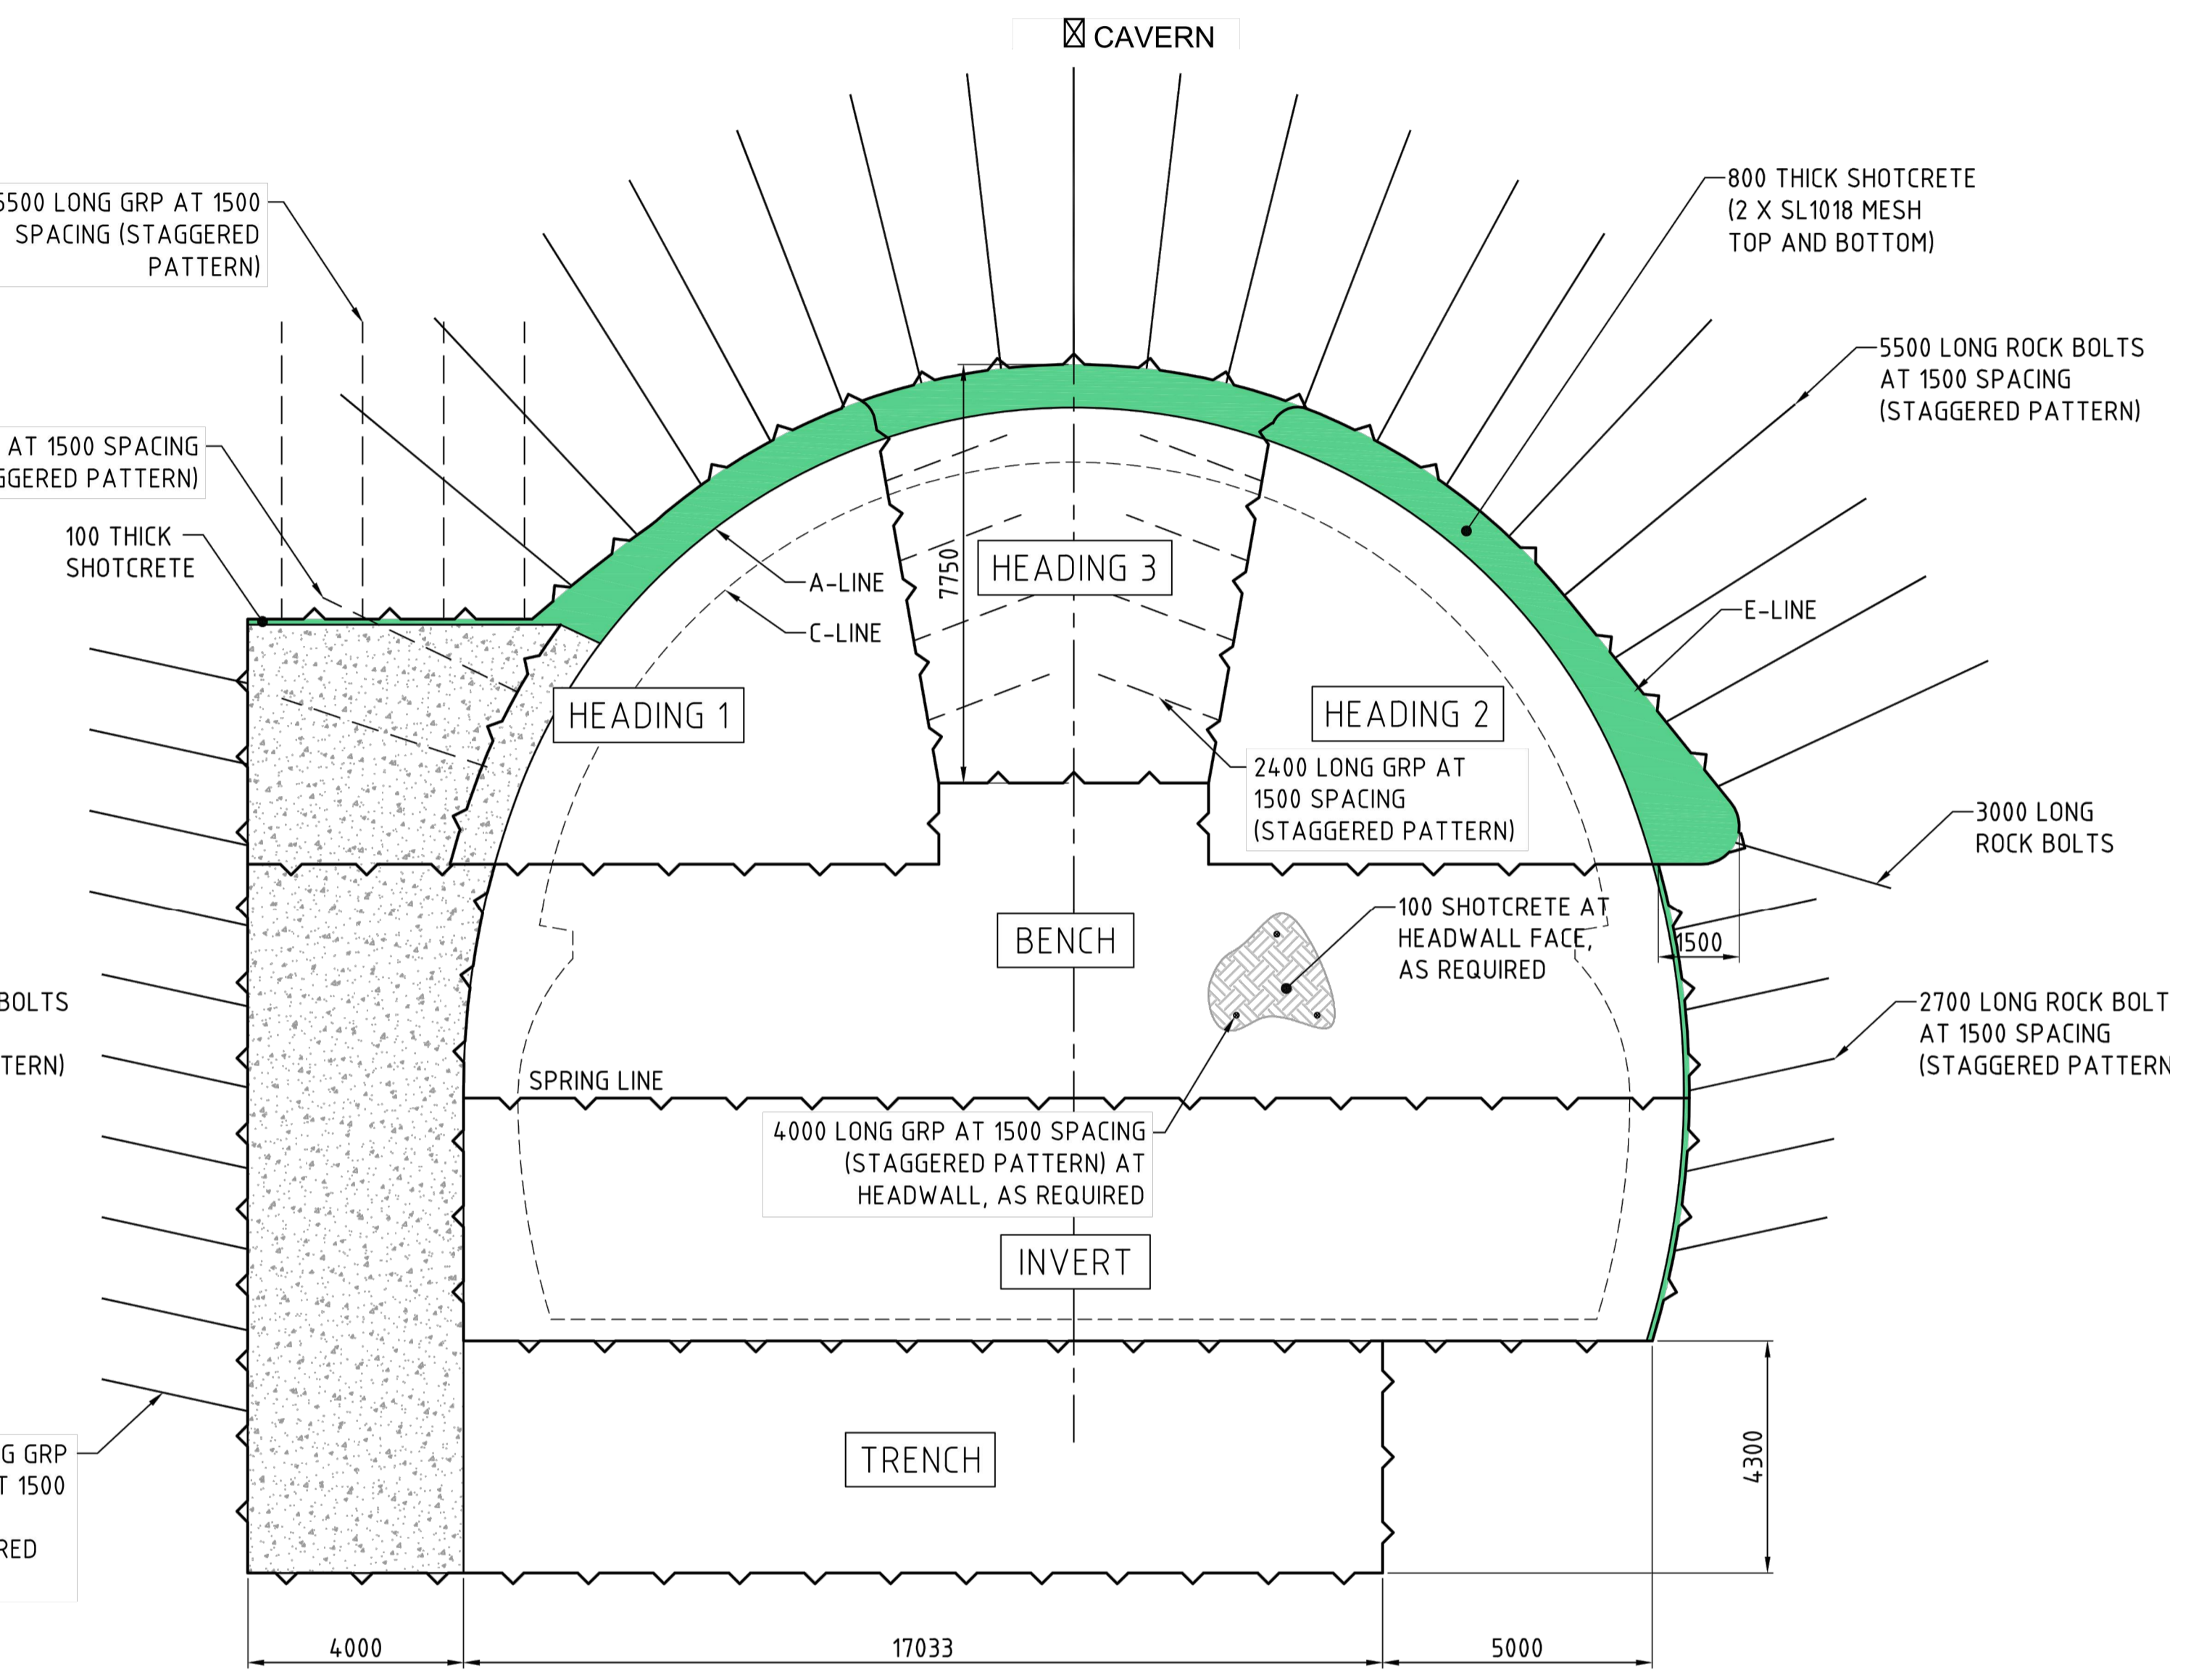 CAVERN
5500 LONG GRP AT 1500
SPACING (STAGGERED
PATTERN)
800 THICK SHOTCRETE
(2 X SL1018 MESH
TOP AND BOTTOM)
5500 LONG ROCK BOLTS
AT 1500 SPACING
(STAGGERED PATTERN)
AT 1500 SPACING
GGERED PATTERN)
100 THICK
SHOTCRETE
A-LINE
C-LINE
7750
HEADING 3
E-LINE
HEADING 1
HEADING 2
2400 LONG GRP AT
1500 SPACING
(STAGGERED PATTERN)
3000 LONG
ROCK BOLTS
BENCH
100 SHOTCRETE AT
HEADWALL FACE,
AS REQUIRED
1500
BOLTS
TERN)
2700 LONG ROCK BOLT
AT 1500 SPACING
(STAGGERED PATTERN
SPRING LINE
4000 LONG GRP AT 1500 SPACING
(STAGGERED PATTERN) AT
HEADWALL, AS REQUIRED
INVERT
G GRP
T 1500
RED
TRENCH
4300
4000
17033
5000